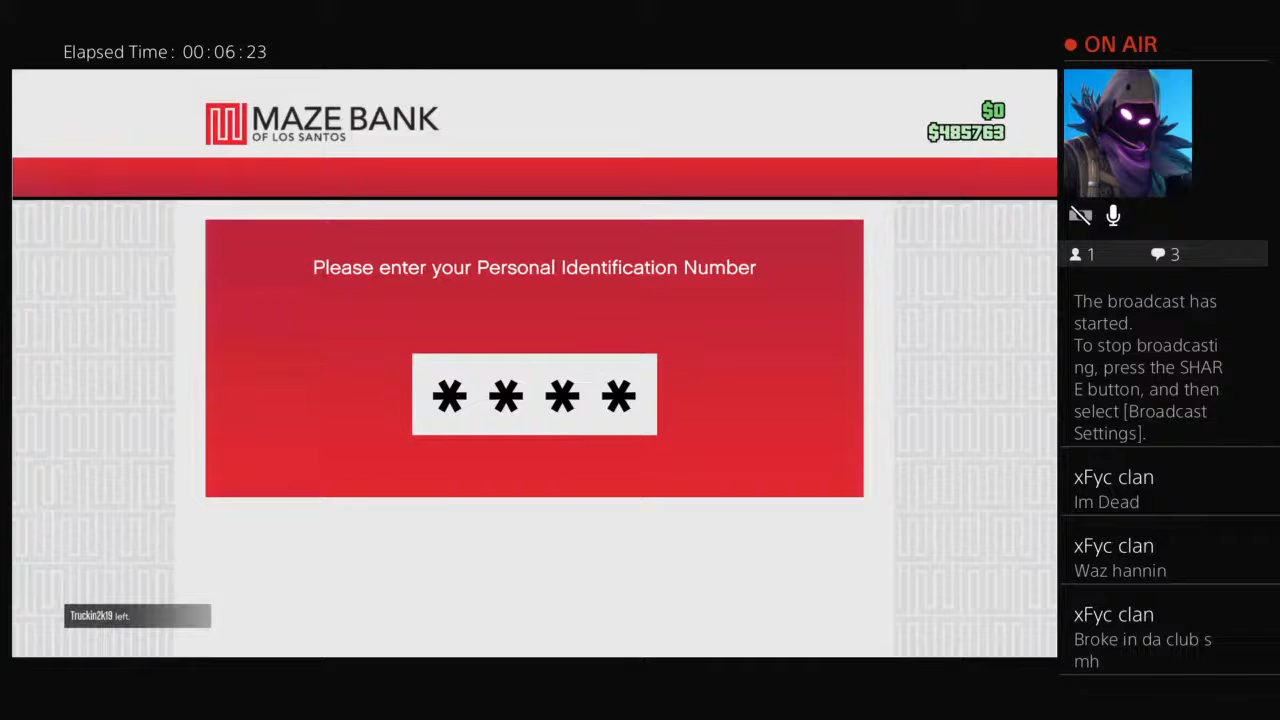 Elapsed Time: 00:06:23
ON AIR
MAZE BANK
OF LOS SANTOS
$0
$485763
Please enter your Personal Identification Number
* * * *
Truckin2k19 left.
1 3
The broadcast has
started.
To stop broadcasti
ng, press the SHAR
E button, and then
select [Broadcast
Settings].
xFyc clan
Im Dead
xFyc clan
Waz hannin
xFyc clan
Broke in da club s
mh